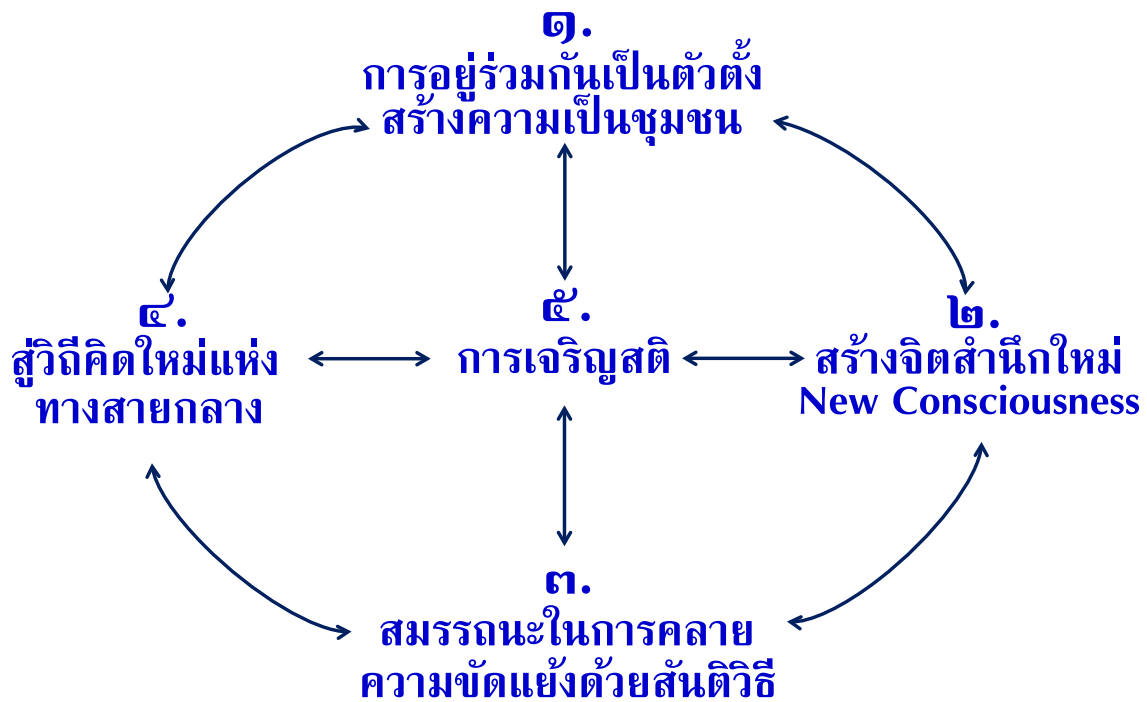 ๑.
การอยู่ร่วมกันเป็นตัวตั้ง
สร้างความเป็นชุมชน
๔.
สู่วิถีคิดใหม่แห่ง
ทางสายกลาง
๕.
การเจริญสติ
๒.
สร้างจิตสำนึกใหม่
New Consciousness
๓.
สมรรถนะในการคลาย
ความขัดแย้งด้วยสันติวิธี